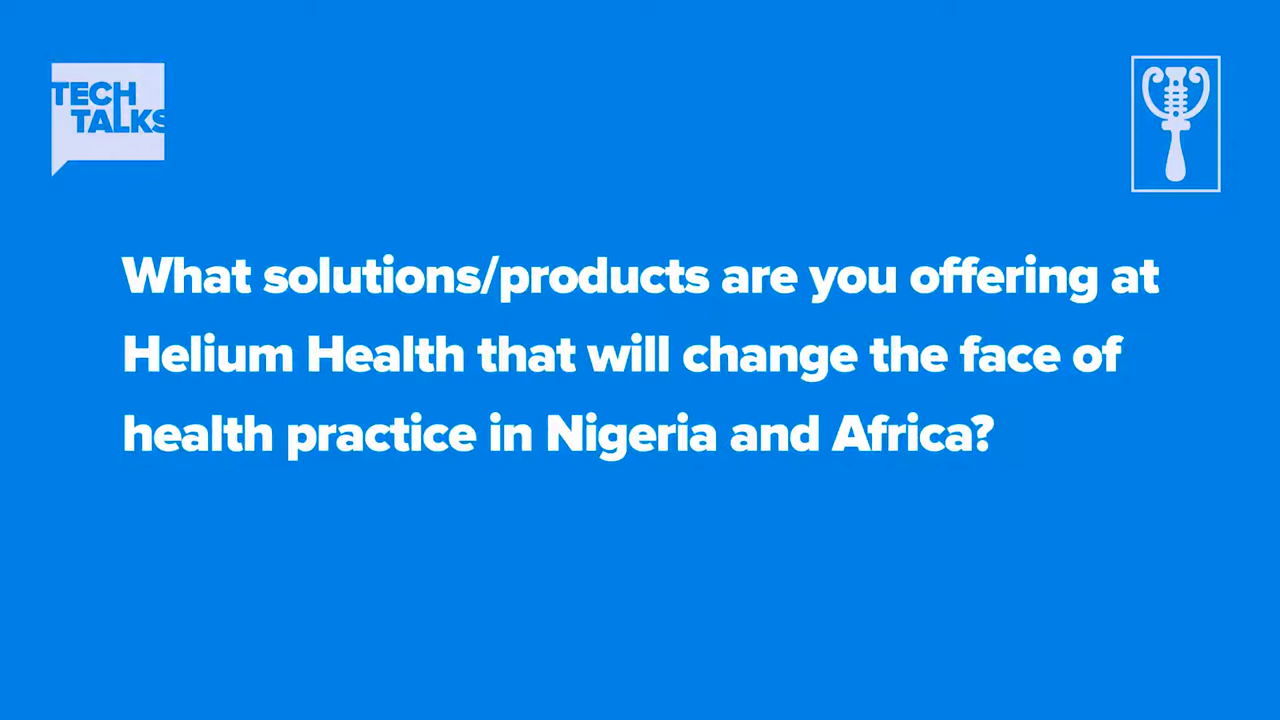 TECH
TALKS
What solutions/products are you offering at
Helium Health that will change the face of
health practice in Nigeria and Africa?